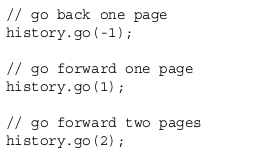 // go back one page
history.go(-1);

// go forward one page
history.go(1);

// go forward two pages
history.go(2);